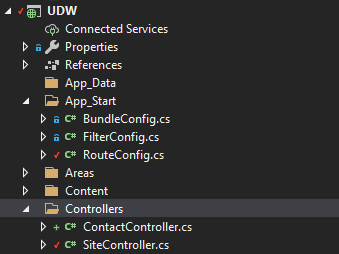 UDW
Connected Services
Properties
References
App_Data
App_Start
C# BundleConfig.cs
C# FilterConfig.cs
C# RouteConfig.cs
Areas
Content
Controllers
C# ContactController.cs
C# SiteController.cs